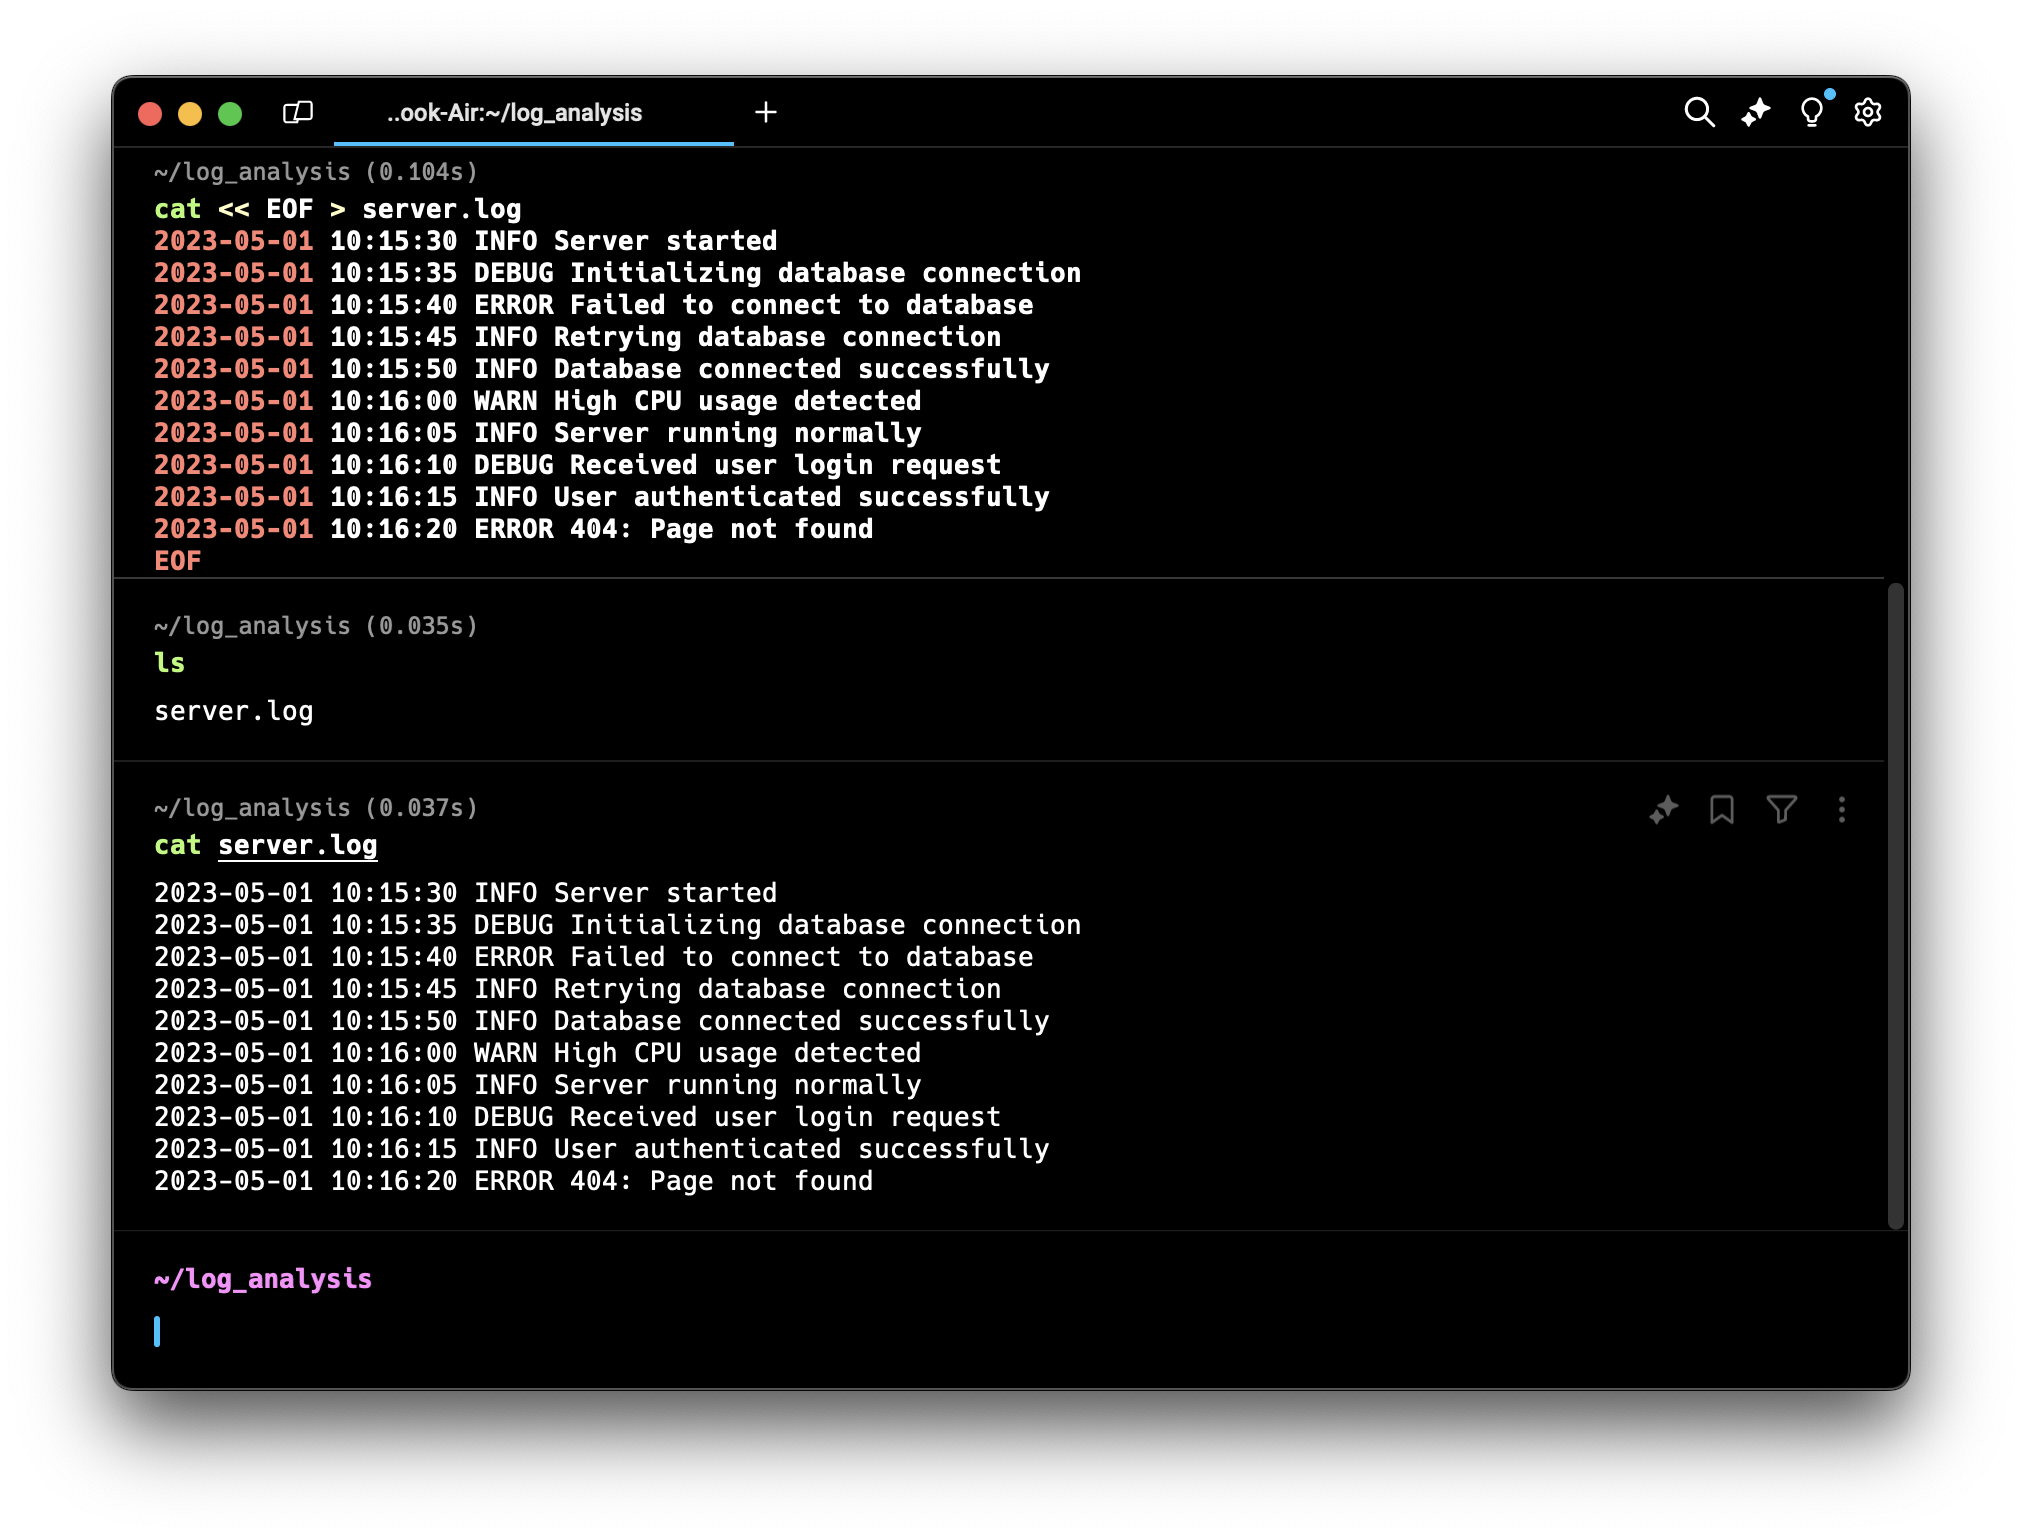 ..ook-Air:~/log_analysis
~/log_analysis (0.104s)
cat << EOF > server.log
2023-05-01 10:15:30 INFO Server started
2023-05-01 10:15:35 DEBUG Initializing database connection
2023-05-01 10:15:40 ERROR Failed to connect to database
2023-05-01 10:15:45 INFO Retrying database connection
2023-05-01 10:15:50 INFO Database connected successfully
2023-05-01 10:16:00 WARN High CPU usage detected
2023-05-01 10:16:05 INFO Server running normally
2023-05-01 10:16:10 DEBUG Received user login request
2023-05-01 10:16:15 INFO User authenticated successfully
2023-05-01 10:16:20 ERROR 404: Page not found
EOF
~/log_analysis (0.035s)
ls
server.log
~/log_analysis (0.037s)
cat server.log
2023-05-01 10:15:30 INFO Server started
2023-05-01 10:15:35 DEBUG Initializing database connection
2023-05-01 10:15:40 ERROR Failed to connect to database
2023-05-01 10:15:45 INFO Retrying database connection
2023-05-01 10:15:50 INFO Database connected successfully
2023-05-01 10:16:00 WARN High CPU usage detected
2023-05-01 10:16:05 INFO Server running normally
2023-05-01 10:16:10 DEBUG Received user login request
2023-05-01 10:16:15 INFO User authenticated successfully
2023-05-01 10:16:20 ERROR 404: Page not found
~/log_analysis